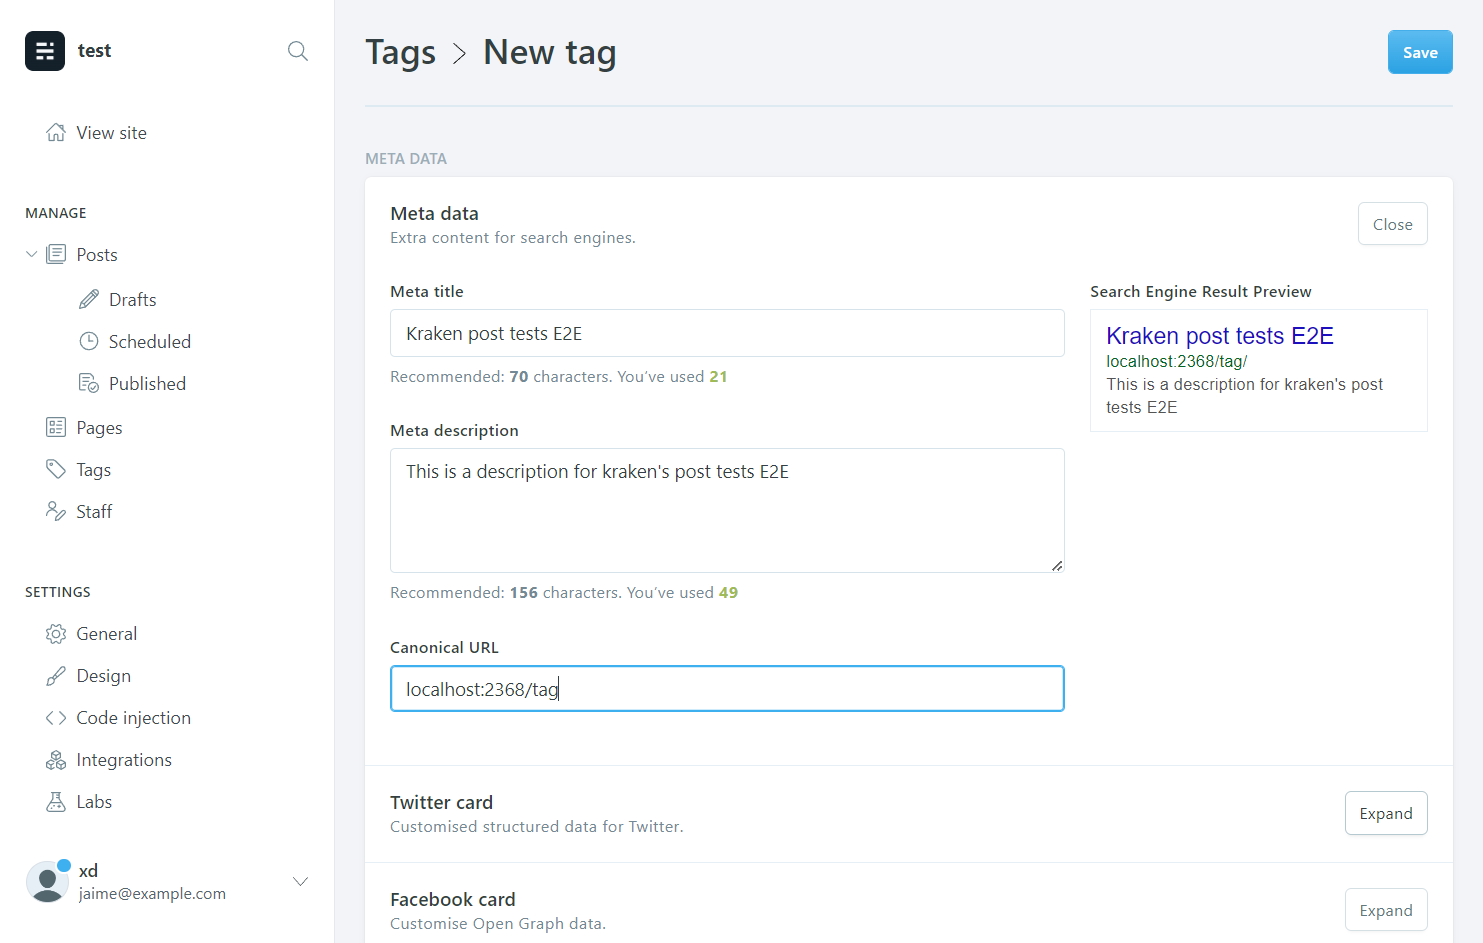 test
View site
MANAGE
Posts
Drafts
Scheduled
Published
Pages
Tags
Staff
SETTINGS
General
Design
Code injection
Integrations
Labs
xd
jaime@example.com
Tags > New tag
Save
META DATA
Meta data
Extra content for search engines.
Close
Meta title
Kraken post tests E2E
Recommended: 70 characters. You’ve used 21
Meta description
This is a description for kraken's post tests E2E
Recommended: 156 characters. You’ve used 49
Canonical URL
localhost:2368/tag
Search Engine Result Preview
Kraken post tests E2E
localhost:2368/tag/
This is a description for kraken's post
tests E2E
Twitter card
Customised structured data for Twitter.
Expand
Facebook card
Customise Open Graph data.
Expand